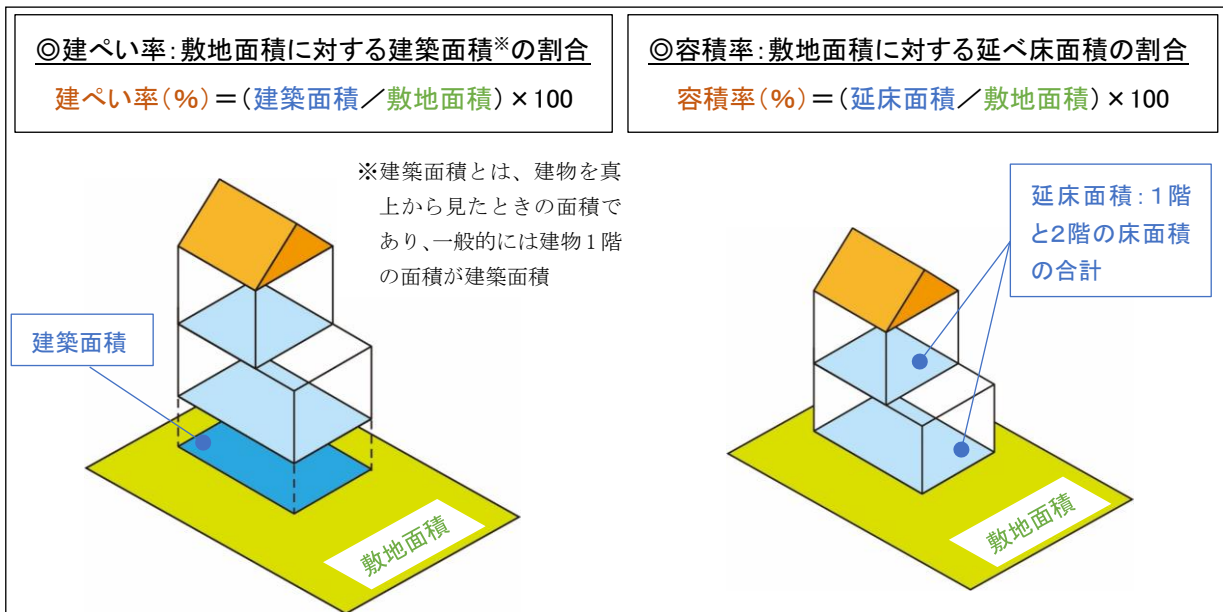 ◎建ぺい率：敷地面積に対する建築面積※の割合
建ぺい率（％）＝（建築面積／敷地面積）×100
◎容積率：敷地面積に対する延べ床面積の割合
容積率（％）＝（延床面積／敷地面積）×100
※建築面積とは、建物を真
上から見たときの面積で
あり、一般的には建物1階
の面積が建築面積
建築面積
敷地面積
延床面積：１階
と２階の床面積
の合計
敷地面積